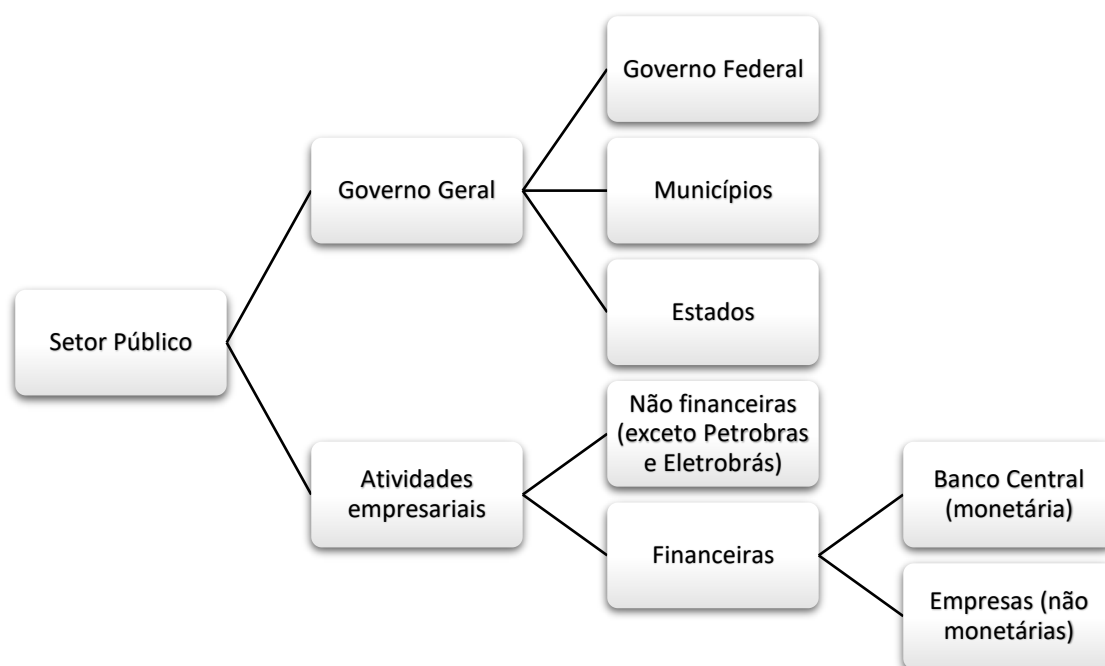 Setor Público
Governo Geral
Governo Federal
Municípios
Estados
Atividades
empresariais
Não financeiras
(exceto Petrobras
e Eletrobrás)
Financeiras
Banco Central
(monetária)
Empresas (não
monetárias)